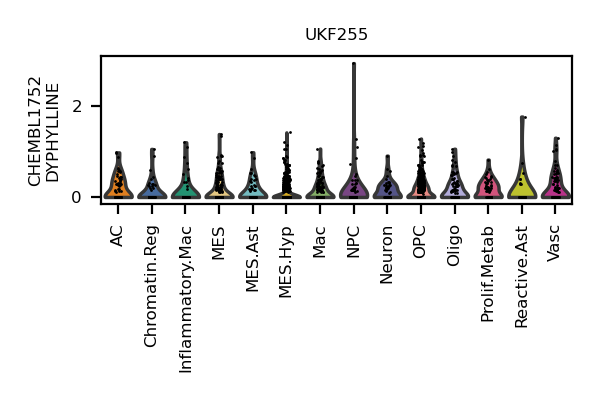 UKF255
CHEMBL1752
DYPHYLLINE
2
0
AC
Chromatin.Reg
Inflammatory.Mac
MES
MES.Ast
MES.Hyp
Mac
NPC
Neuron
OPC
Oligo
Prolif.Metab
Reactive.Ast
Vasc